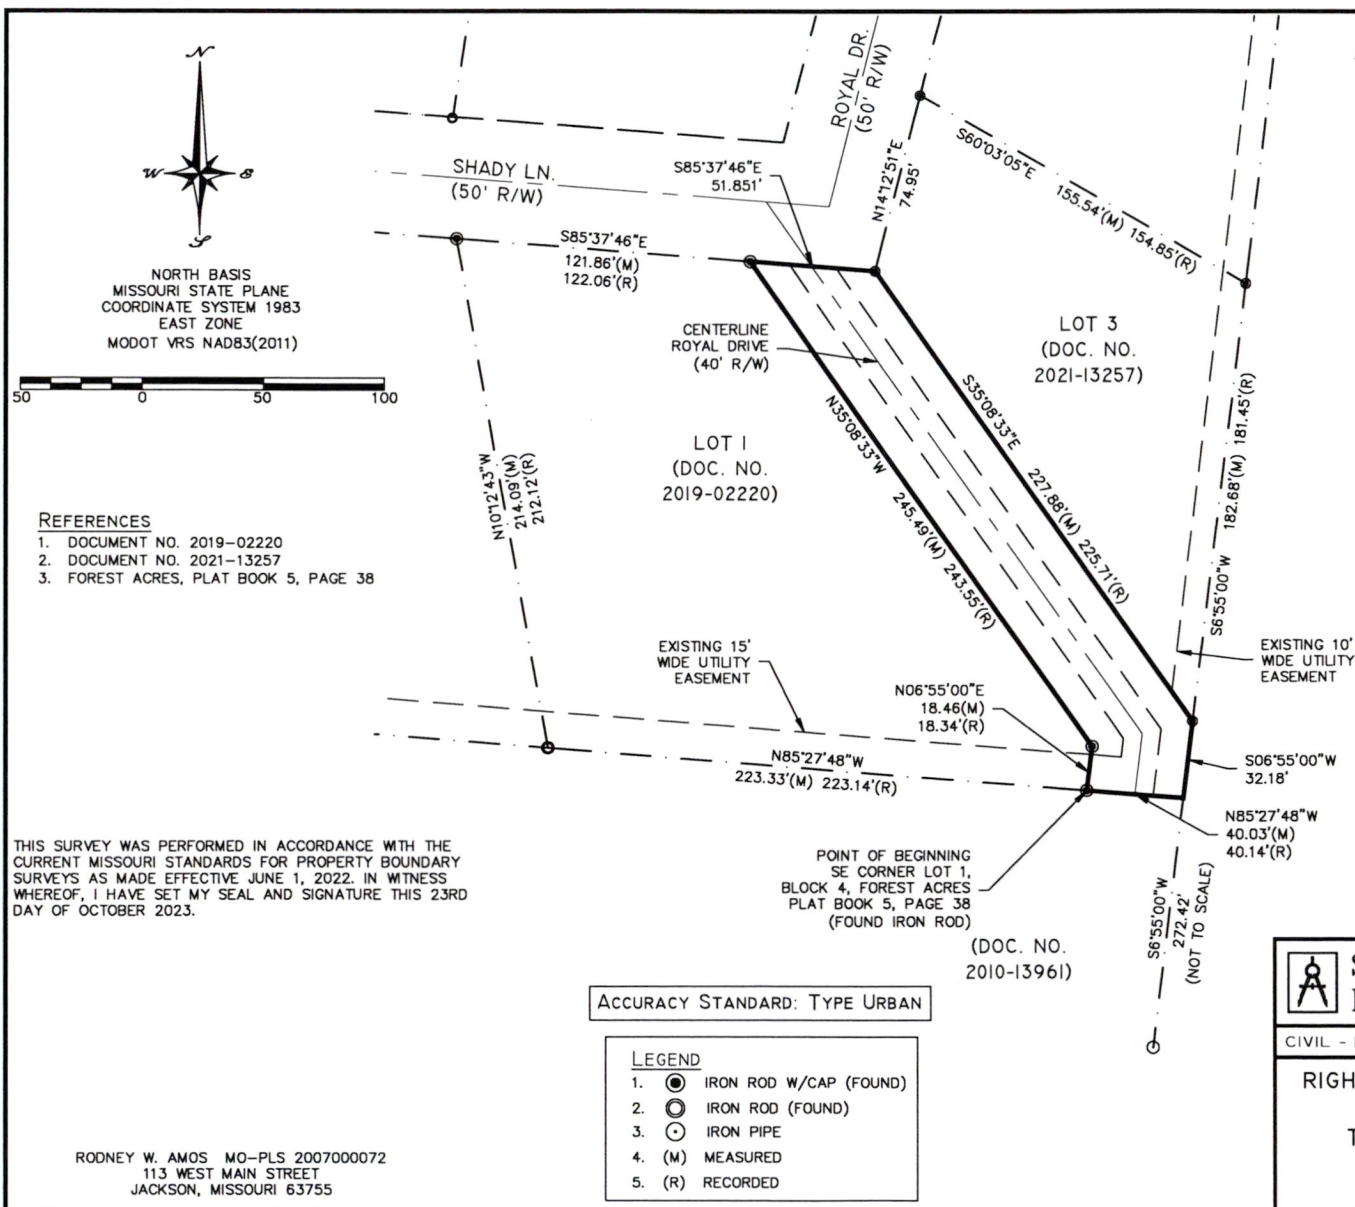 N
W
E
S
NORTH BASIS
MISSOURI STATE PLANE
COORDINATE SYSTEM 1983
EAST ZONE
MODOT VRS NAD83(2011)
50 0 50 100
REFERENCES
1. DOCUMENT NO. 2019-02220
2. DOCUMENT NO. 2021-13257
3. FOREST ACRES, PLAT BOOK 5, PAGE 38
SHADY LN.
(50' R/W)
ROYAL DR.
(50' R/W)
S85°37'46"E
51.851'
N14°12'51"E
74.95'
S60°03'05"E 155.54'(M) 154.85'(R)
S85°37'46"E
121.86'(M)
122.06'(R)
CENTERLINE
ROYAL DRIVE
(40' R/W)
LOT 3
(DOC. NO.
2021-13257)
LOT 1
(DOC. NO.
2019-02220)
N10°12'43"W
214.09'(M)
212.12'(R)
N35°08'33"W 245.49'(M) 243.55'(R)
S35°08'33"E 227.88'(M) 225.71'(R)
S6°55'00"W 182.68'(M) 181.45'(R)
EXISTING 15'
WIDE UTILITY
EASEMENT
EXISTING 10'
WIDE UTILITY
EASEMENT
N06°55'00"E
18.46(M)
18.34'(R)
N85°27'48"W
223.33'(M) 223.14'(R)
S06°55'00"W
32.18'
N85°27'48"W
40.03'(M)
40.14'(R)
POINT OF BEGINNING
SE CORNER LOT 1,
BLOCK 4, FOREST ACRES
PLAT BOOK 5, PAGE 38
(FOUND IRON ROD)
(DOC. NO.
2010-13961)
S6°55'00"W
272.42'
(NOT TO SCALE)
THIS SURVEY WAS PERFORMED IN ACCORDANCE WITH THE
CURRENT MISSOURI STANDARDS FOR PROPERTY BOUNDARY
SURVEYS AS MADE EFFECTIVE JUNE 1, 2022. IN WITNESS
WHEREOF, I HAVE SET MY SEAL AND SIGNATURE THIS 23RD
DAY OF OCTOBER 2023.
ACCURACY STANDARD: TYPE URBAN
LEGEND
1. IRON ROD W/CAP (FOUND)
2. IRON ROD (FOUND)
3. IRON PIPE
4. (M) MEASURED
5. (R) RECORDED
RODNEY W. AMOS MO-PLS 2007000072
113 WEST MAIN STREET
JACKSON, MISSOURI 63755
CIVIL -
RIGH
T